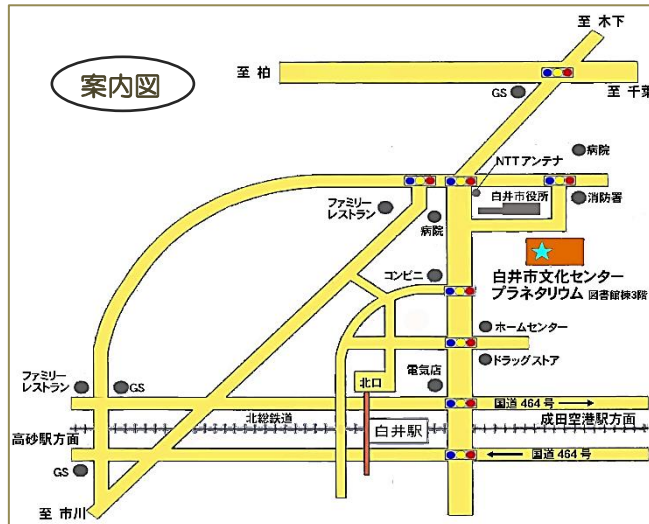 至 木下
案内図
至 柏
GS
至 千葉
病院
NTTアンテナ
白井市役所
消防署
ファミリー
レストラン
病院
コンビニ
白井市文化センター
プラネタリウム 図書館棟3階
ホームセンター
ドラッグストア
ファミリー
レストラン
GS
北口
電気店
国道 464 号
北総鉄道
白井駅
成田空港駅方面
高砂駅方面
国道 464 号
GS
至 市川